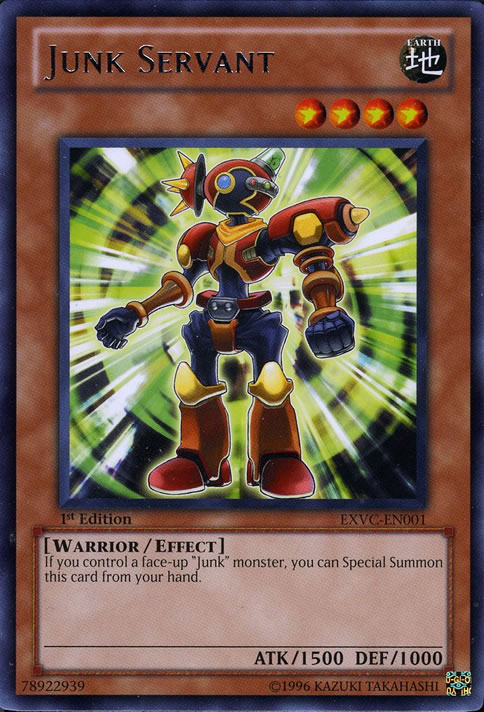 JUNK SERVANT
EARTH
地
1st Edition
EXVC-EN001
[WARRIOR / EFFECT]
If you control a face-up "Junk" monster, you can Special Summon
this card from your hand.
ATK/1500 DEF/1000
78922939
©1996 KAZUKI TAKAHASHI